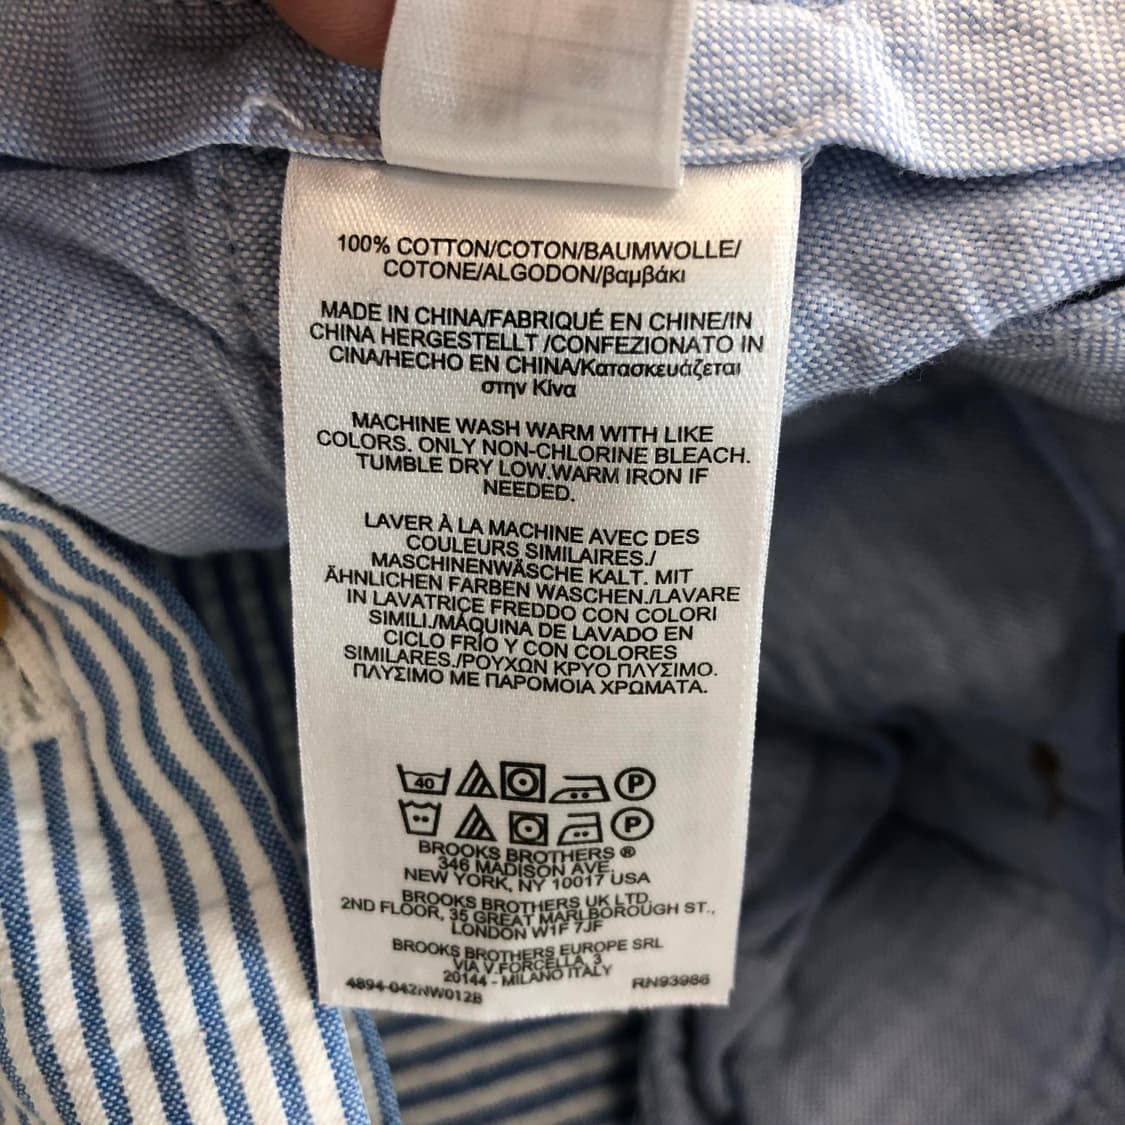 100% COTTON/COTON/BAUMWOLLE/
COTONE/ALGODON/βαμβάκι
MADE IN CHINA/FABRIQUÉ EN CHINE/IN
CHINA HERGESTELLT /CONFEZIONATO IN
CINA/HECHO EN CHINA/Κατασκευάζεται
στην Κίνα
MACHINE WASH WARM WITH LIKE
COLORS. ONLY NON-CHLORINE BLEACH.
TUMBLE DRY LOW.WARM IRON IF
NEEDED.
LAVER À LA MACHINE AVEC DES
COULEURS SIMILAIRES./
MASCHINENWÄSCHE KALT. MIT
ÄHNLICHEN FARBEN WASCHEN./LAVARE
IN LAVATRICE FREDDO CON COLORI
SIMILI./MÁQUINA DE LAVADO EN
CICLO FRÍO Y CON COLORES
SIMILARES./ΡΟΥΧΩΝ ΚΡΥΟ ΠΛΥΣΙΜΟ.
ΠΛΥΣΙΜΟ ΜΕ ΠΑΡΟΜΟΙΑ ΧΡΩΜΑΤΑ.
40 P
P
BROOKS BROTHERS ®
346 MADISON AVE,
NEW YORK, NY 10017 USA
BROOKS BROTHERS UK LTD,
2ND FLOOR, 35 GREAT MARLBOROUGH ST.,
LONDON W1F 7JF
BROOKS BROTHERS EUROPE SRL
VIA V.FORCELLA, 3
20144 - MILANO ITALY
4894-042NW012B RN93986